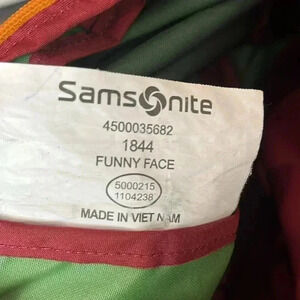 Samsonite
4500035682
1844
FUNNY FACE
5000215
1104238
MADE IN VIET NAM